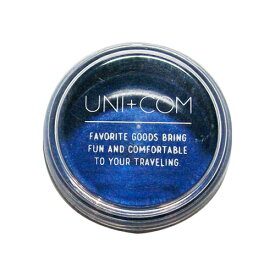 UNI+COM
FAVORITE GOODS BRING
FUN AND COMFORTABLE
TO YOUR TRAVELING.